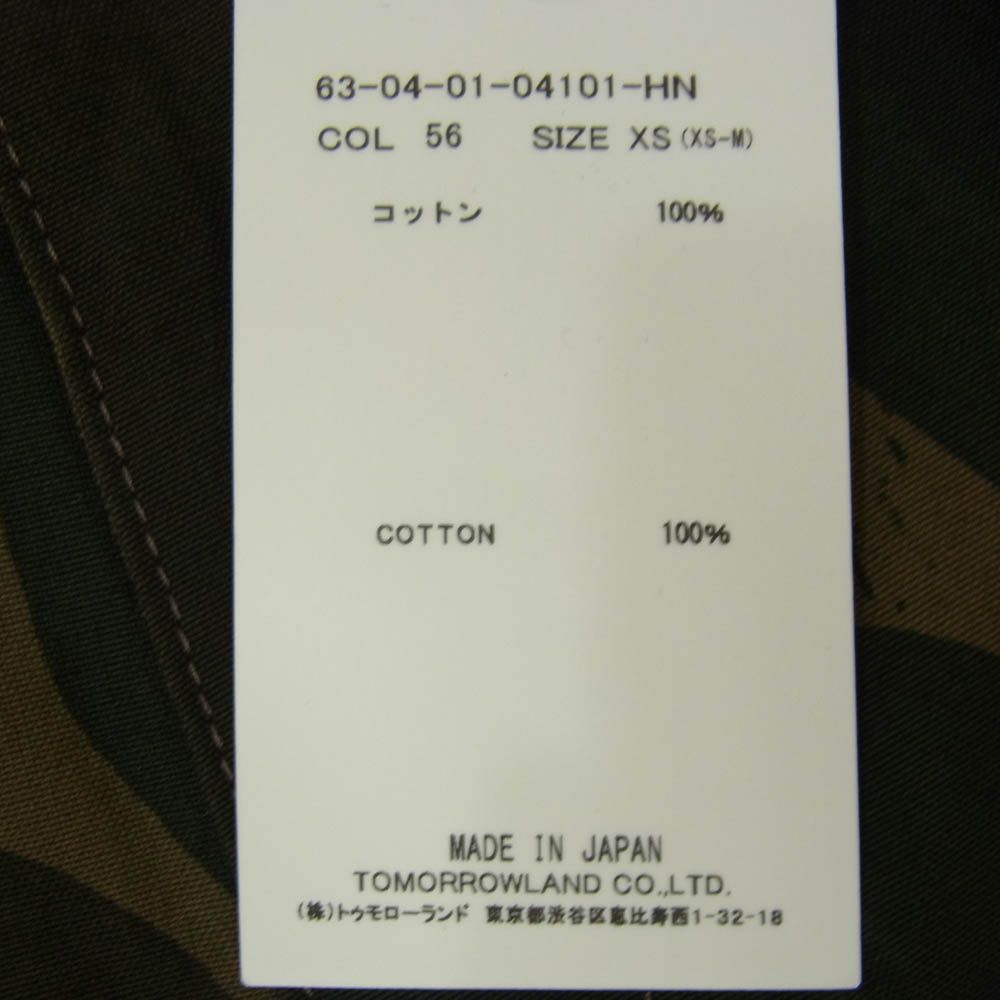 63-04-01-04101-HN
COL 56 SIZE XS (XS-M)
コットン 100%
COTTON 100%
MADE IN JAPAN
TOMORROWLAND CO.,LTD.
(株)トゥモローランド 東京都渋谷区恵比寿西1-32-18